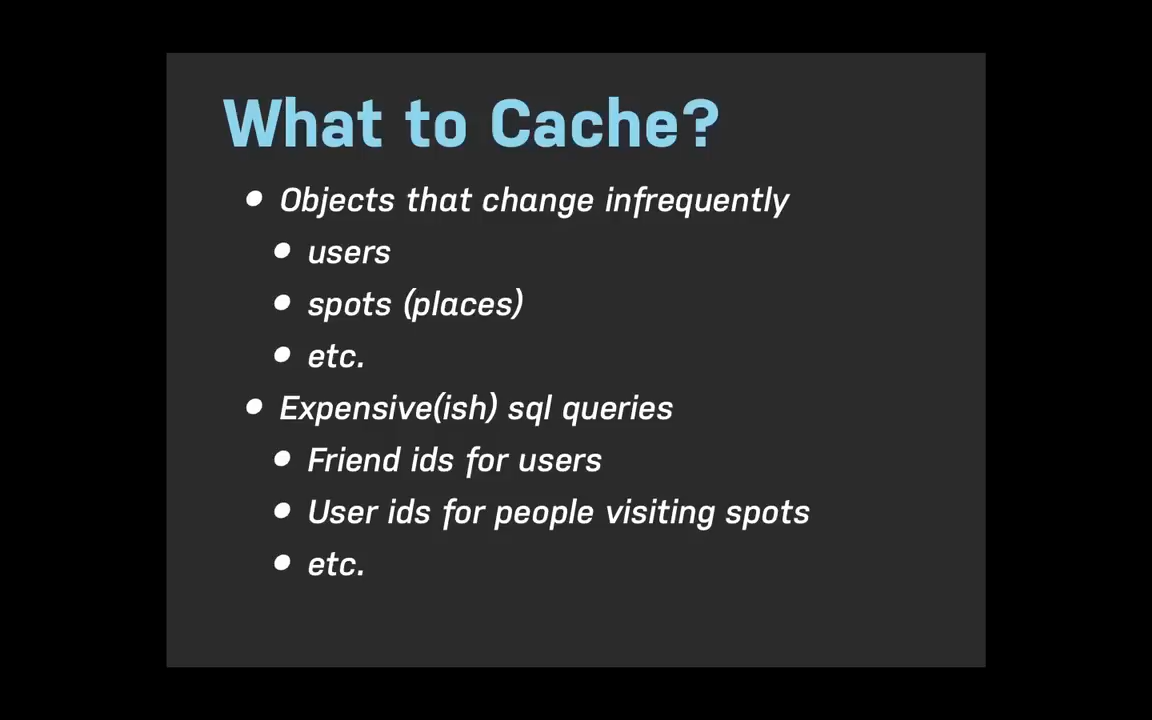 What to Cache?
• Objects that change infrequently
• users
• spots (places)
• etc.
• Expensive(ish) sql queries
• Friend ids for users
• User ids for people visiting spots
• etc.